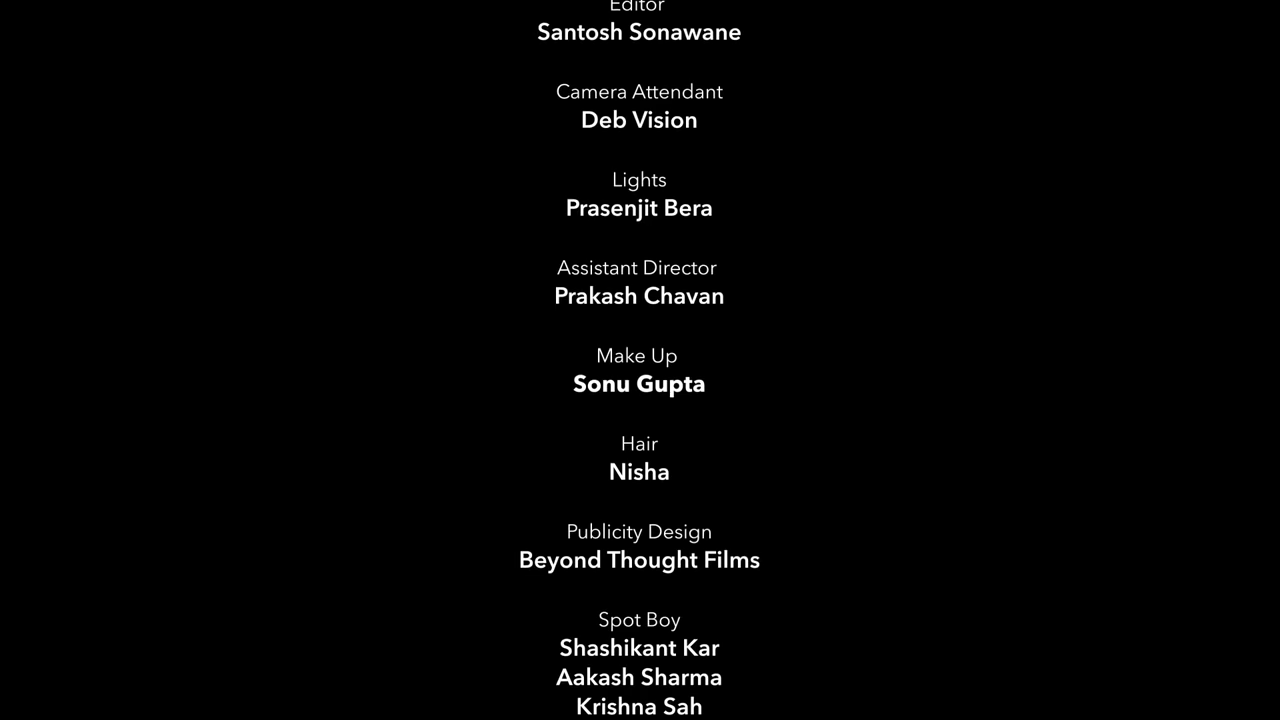 Editor
Santosh Sonawane
Camera Attendant
Deb Vision
Lights
Prasenjit Bera
Assistant Director
Prakash Chavan
Make Up
Sonu Gupta
Hair
Nisha
Publicity Design
Beyond Thought Films
Spot Boy
Shashikant Kar
Aakash Sharma
Krishna Sah